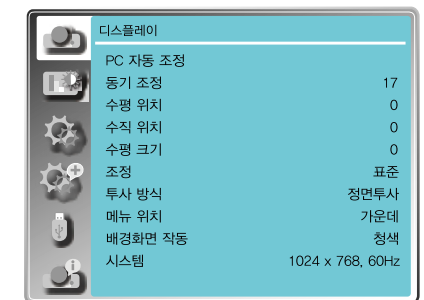 디스플레이
PC 자동 조정
동기 조정 17
수평 위치 0
수직 위치 0
수평 크기 0
조정 표준
투사 방식 정면투사
메뉴 위치 가운데
배경화면 작동 청색
시스템 1024 x 768, 60Hz